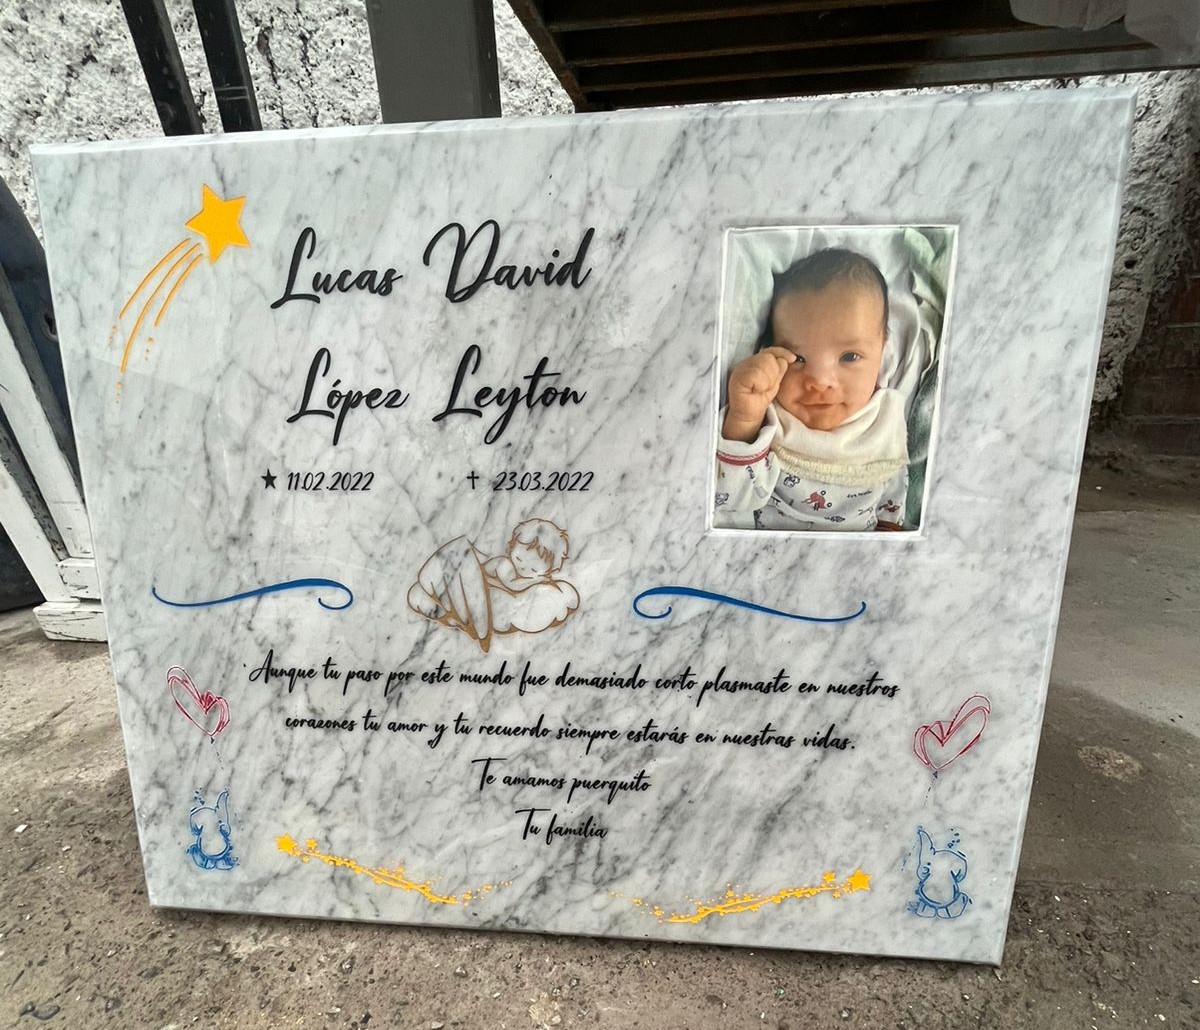 Lucas David
López Leyton
★ 11.02.2022 ✝ 23.03.2022
Aunque tu paso por este mundo fue demasiado corto plasmaste en nuestros
corazones tu amor y tu recuerdo siempre estarás en nuestras vidas.
Te amamos puerquito
Tu familia